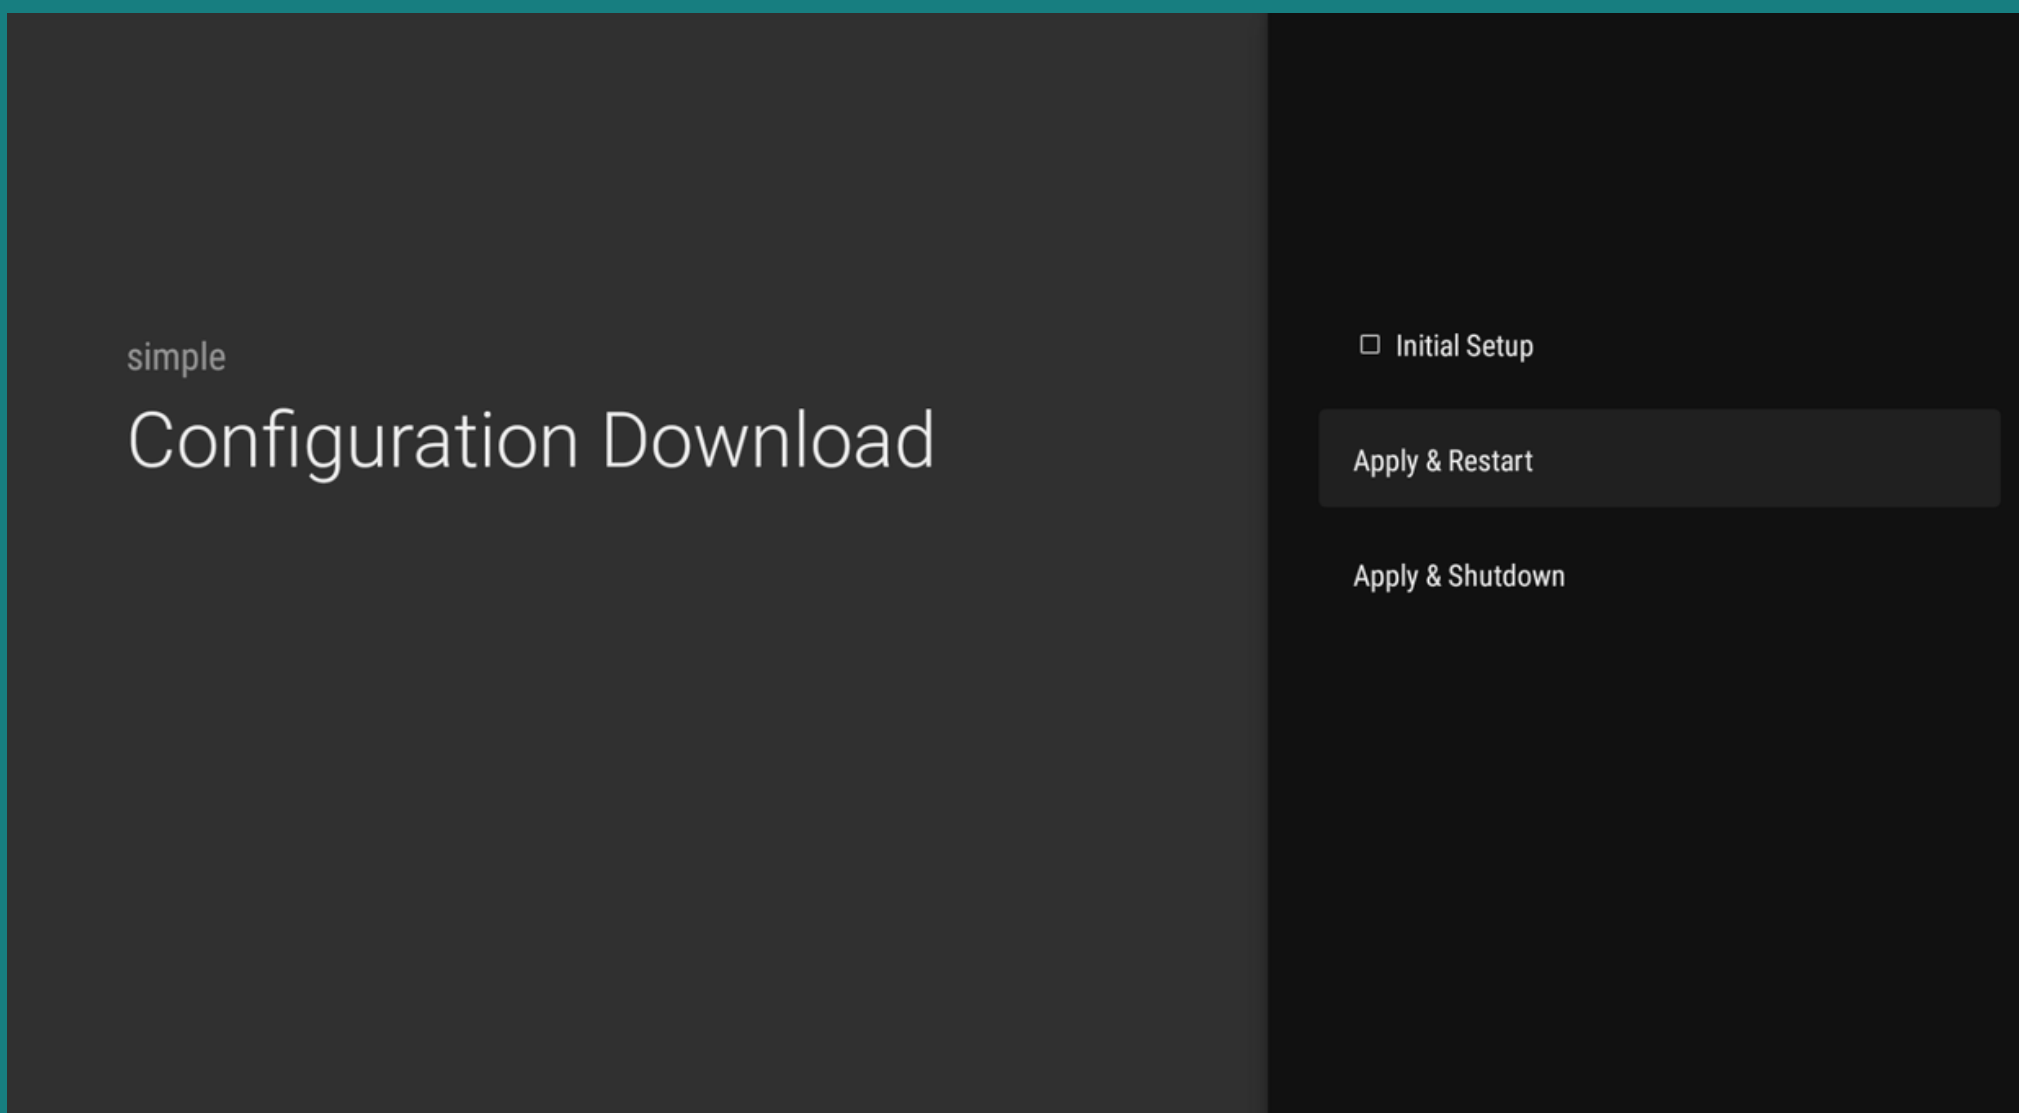 simple
Configuration Download
Initial Setup
Apply & Restart
Apply & Shutdown